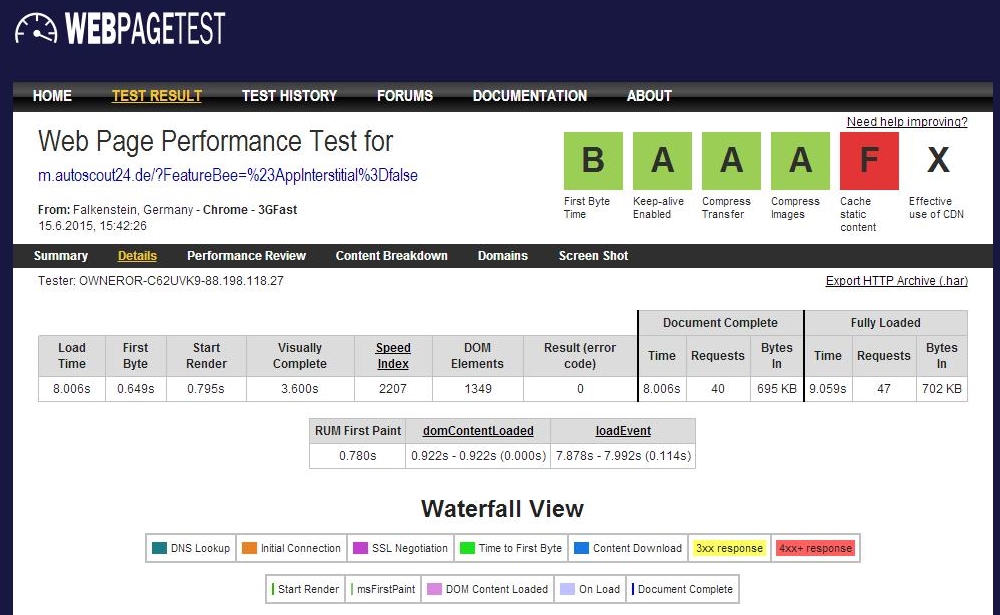 WEBPAGETEST
HOME TEST RESULT TEST HISTORY FORUMS DOCUMENTATION ABOUT
Need help improving?
Web Page Performance Test for
m.autoscout24.de/?FeatureBee=%23AppInterstitial%3Dfalse
From: Falkenstein, Germany - Chrome - 3GFast
15.6.2015, 15:42:26
B A A A F X
First Byte Time
Keep-alive Enabled
Compress Transfer
Compress Images
Cache static content
Effective use of CDN
Summary Details Performance Review Content Breakdown Domains Screen Shot
Tester: OWNEROR-C62UVK9-88.198.118.27
Export HTTP Archive (.har)
Document Complete Fully Loaded
Load Time First Byte Start Render Visually Complete Speed Index DOM Elements Result (error code) Time Requests Bytes In Time Requests Bytes In
8.006s 0.649s 0.795s 3.600s 2207 1349 0 8.006s 40 695 KB 9.059s 47 702 KB
RUM First Paint domContentLoaded loadEvent
0.780s 0.922s - 0.922s (0.000s) 7.878s - 7.992s (0.114s)
Waterfall View
DNS Lookup Initial Connection SSL Negotiation Time to First Byte Content Download 3xx response 4xx+ response
Start Render msFirstPaint DOM Content Loaded On Load Document Complete